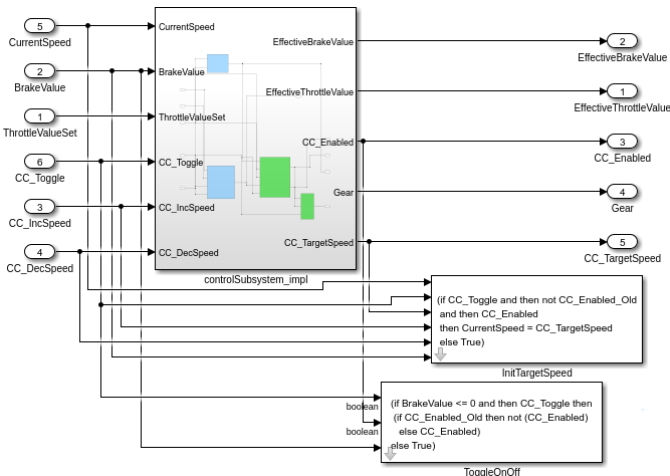 5
CurrentSpeed
2
BrakeValue
1
ThrottleValueSet
6
CC_Toggle
3
CC_IncSpeed
4
CC_DecSpeed
CurrentSpeed
BrakeValue
ThrottleValueSet
CC_Toggle
CC_IncSpeed
CC_DecSpeed
EffectiveBrakeValue
EffectiveThrottleValue
CC_Enabled
Gear
CC_TargetSpeed
controlSubsystem_impl
2
EffectiveBrakeValue
1
EffectiveThrottleValue
3
CC_Enabled
4
Gear
5
CC_TargetSpeed
(if CC_Toggle and then not CC_Enabled_Old
and then CC_Enabled
then CurrentSpeed = CC_TargetSpeed
else True)
InitTargetSpeed
boolean
boolean
(if BrakeValue <= 0 and then CC_Toggle then
(if CC_Enabled_Old then not (CC_Enabled)
else CC_Enabled)
else True)
ToggleOnOff